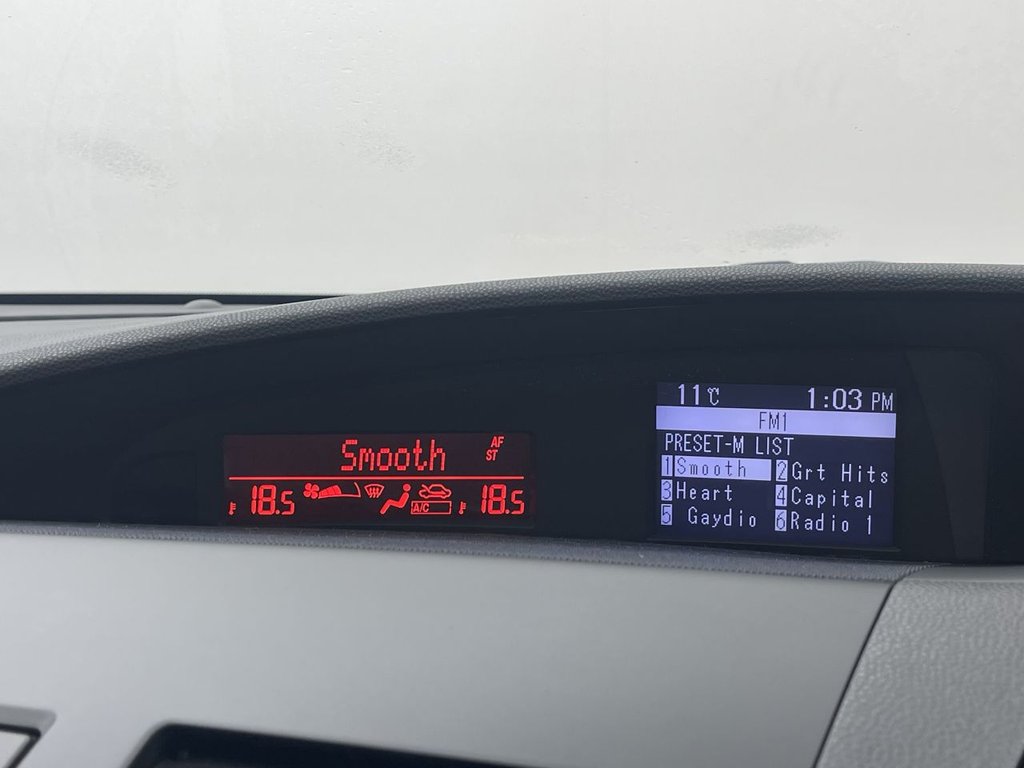 Smooth AF
ST
18.5 A/C 18.5
11°C 1:03 PM
FM1
PRESET-M LIST
1 Smooth 2 Grt Hits
3 Heart 4 Capital
5 Gaydio 6 Radio 1